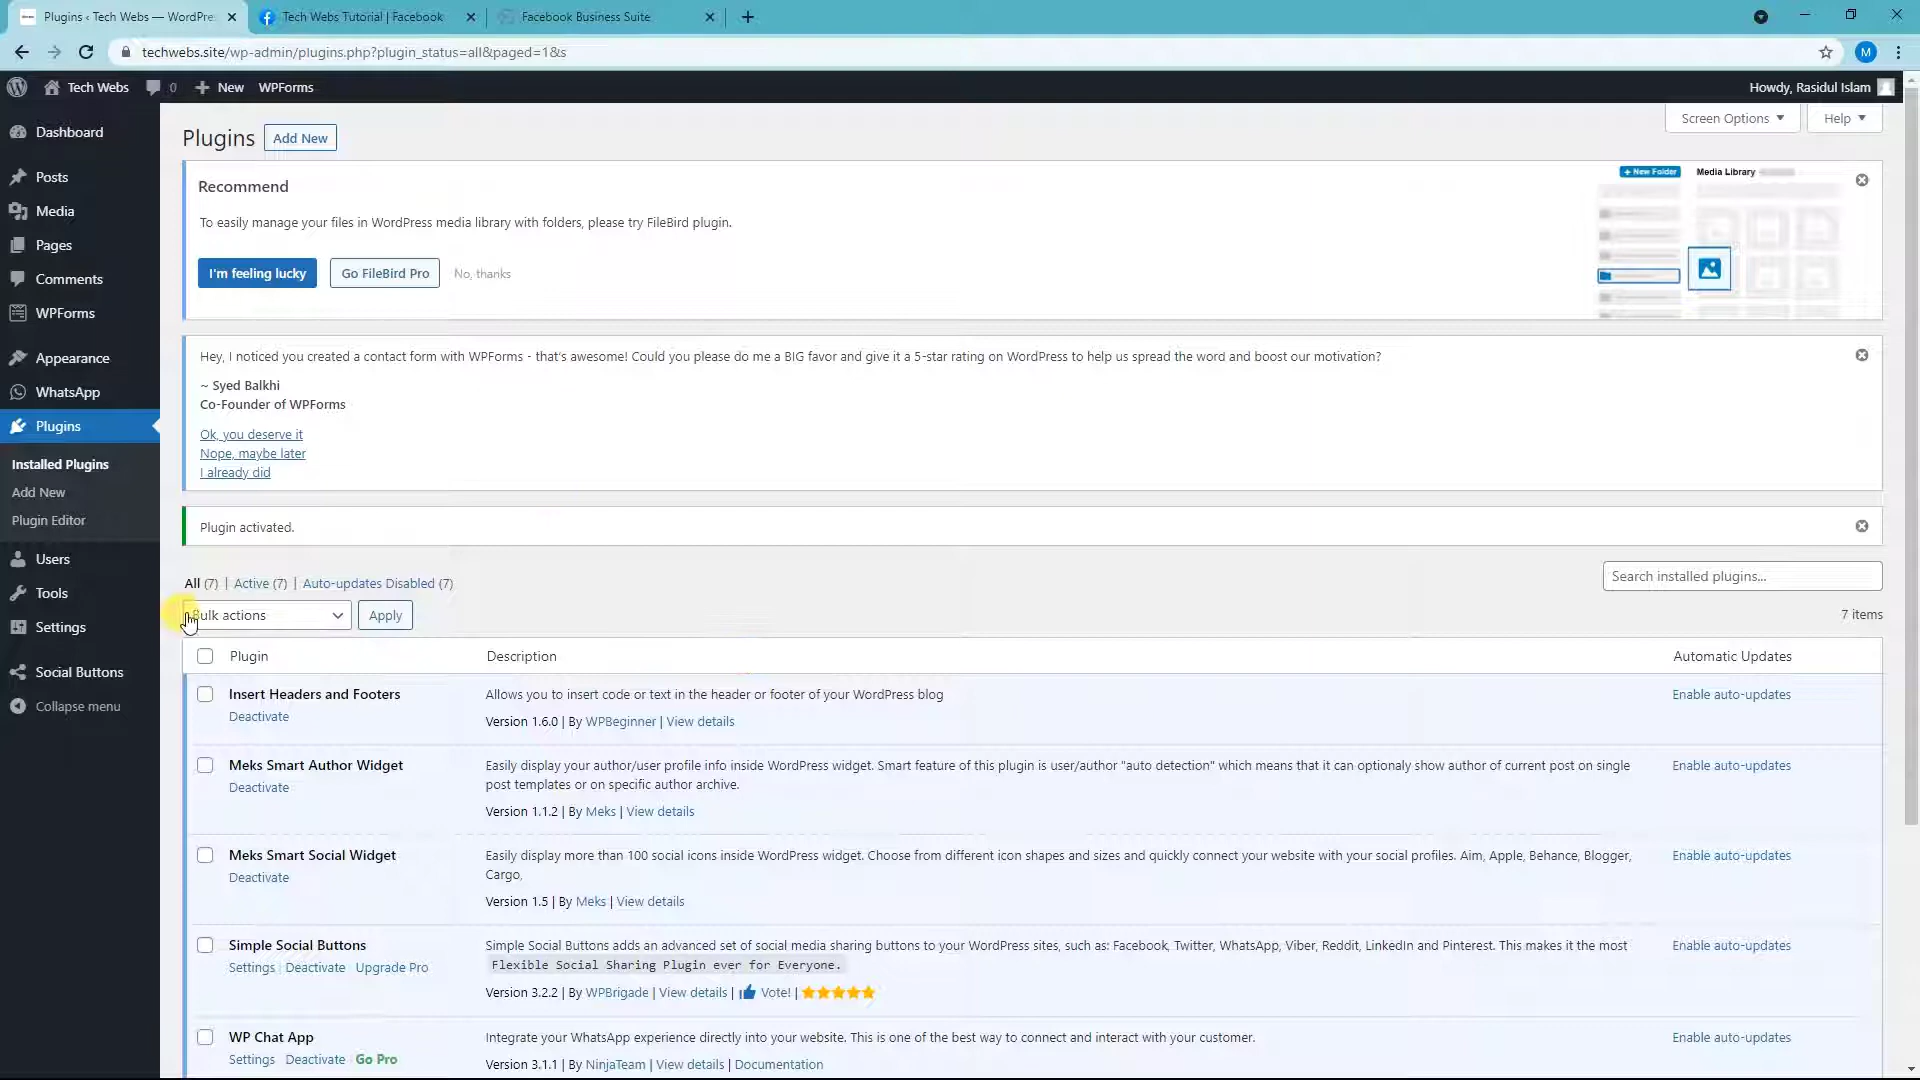 Plugins ‹ Tech Webs — WordPre
Tech Webs Tutorial | Facebook
Facebook Business Suite
techwebs.site/wp-admin/plugins.php?plugin_status=all&paged=1&s
M
Tech Webs
0
New
WPForms
Howdy, Rasidul Islam
Dashboard
Posts
Media
Pages
Comments
WPForms
Appearance
WhatsApp
Plugins
Installed Plugins
Add New
Plugin Editor
Users
Tools
Settings
Social Buttons
Collapse menu
Plugins
Add New
Screen Options
Help
Recommend
To easily manage your files in WordPress media library with folders, please try FileBird plugin.
I'm feeling lucky
Go FileBird Pro
No, thanks
+ New Folder
Media Library
Hey, I noticed you created a contact form with WPForms - that's awesome! Could you please do me a BIG favor and give it a 5-star rating on WordPress to help us spread the word and boost our motivation?
~ Syed Balkhi
Co-Founder of WPForms
Ok, you deserve it
Nope, maybe later
I already did
Plugin activated.
All (7) | Active (7) | Auto-updates Disabled (7)
Search installed plugins...
Bulk actions
Apply
7 items
Plugin
Description
Automatic Updates
Insert Headers and Footers
Deactivate
Allows you to insert code or text in the header or footer of your WordPress blog
Version 1.6.0 | By WPBeginner | View details
Enable auto-updates
Meks Smart Author Widget
Deactivate
Easily display your author/user profile info inside WordPress widget. Smart feature of this plugin is user/author "auto detection" which means that it can optionaly show author of current post on single
post templates or on specific author archive.
Version 1.1.2 | By Meks | View details
Enable auto-updates
Meks Smart Social Widget
Deactivate
Easily display more than 100 social icons inside WordPress widget. Choose from different icon shapes and sizes and quickly connect your website with your social profiles. Aim, Apple, Behance, Blogger,
Cargo,
Version 1.5 | By Meks | View details
Enable auto-updates
Simple Social Buttons
Settings | Deactivate | Upgrade Pro
Simple Social Buttons adds an advanced set of social media sharing buttons to your WordPress sites, such as: Facebook, Twitter, WhatsApp, Viber, Reddit, LinkedIn and Pinterest. This makes it the most
Flexible Social Sharing Plugin ever for Everyone.
Version 3.2.2 | By WPBrigade | View details | Vote! |
Enable auto-updates
WP Chat App
Settings | Deactivate | Go Pro
Integrate your WhatsApp experience directly into your website. This is one of the best way to connect and interact with your customer.
Version 3.1.1 | By NinjaTeam | View details | Documentation
Enable auto-updates